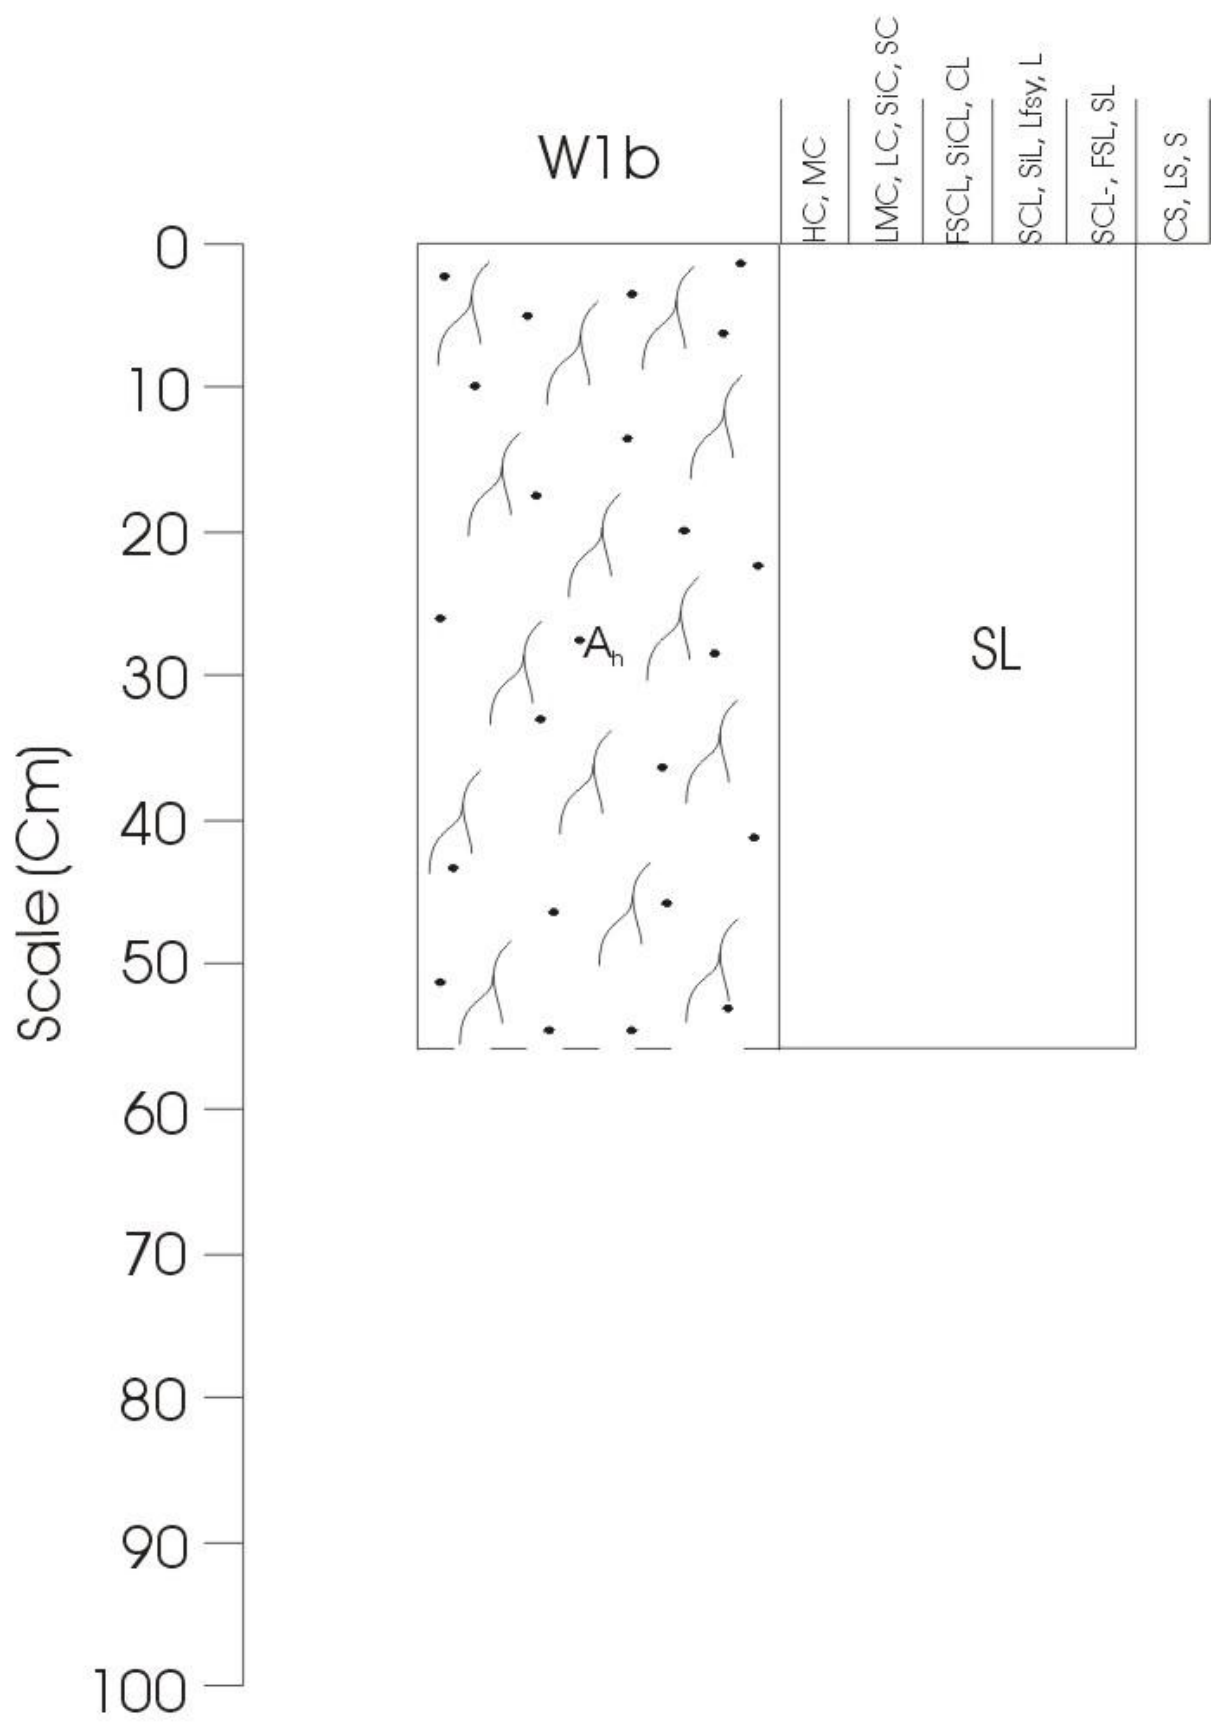 W1b
HC, MC
LMC, LC, SiC, SC
FSCL, SiCL, CL
SCL, SiL, Lfsy, L
SCL-, FSL, SL
CS, LS, S
Scale (Cm)
0
10
20
30
40
50
60
70
80
90
100
Ah
SL